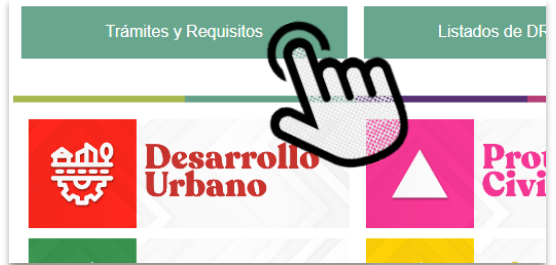 Trámites y Requisitos
Listados de DR
Desarrollo
Urbano
Prot
Civi